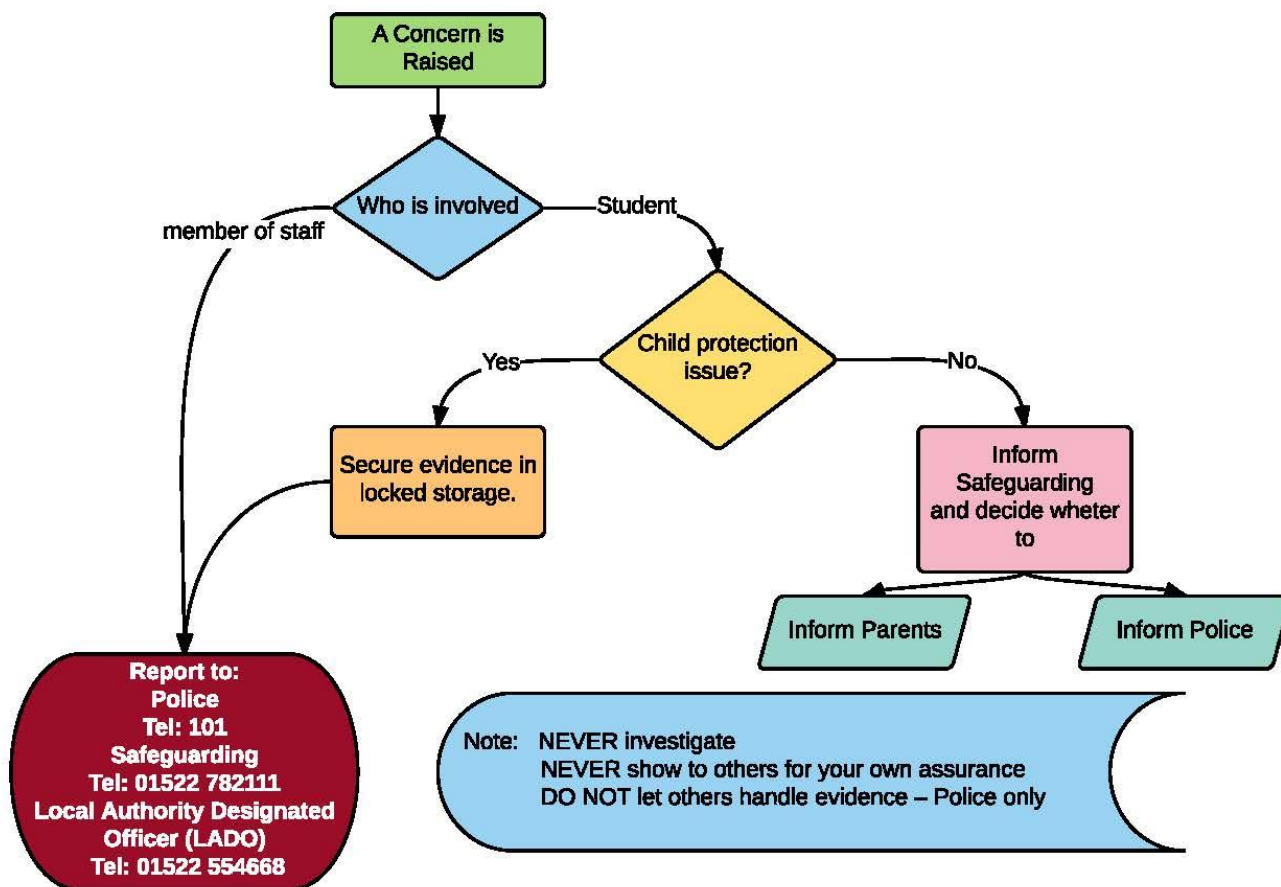 A Concern is
Raised
Who is involved
member of staff
Student
Child protection
issue?
Yes
No
Secure evidence in
locked storage.
Inform
Safeguarding
and decide wheter
to
Inform Parents
Inform Police
Report to:
Police
Tel: 101
Safeguarding
Tel: 01522 782111
Local Authority Designated
Officer (LADO)
Tel: 01522 554668
Note: NEVER investigate
NEVER show to others for your own assurance
DO NOT let others handle evidence – Police only